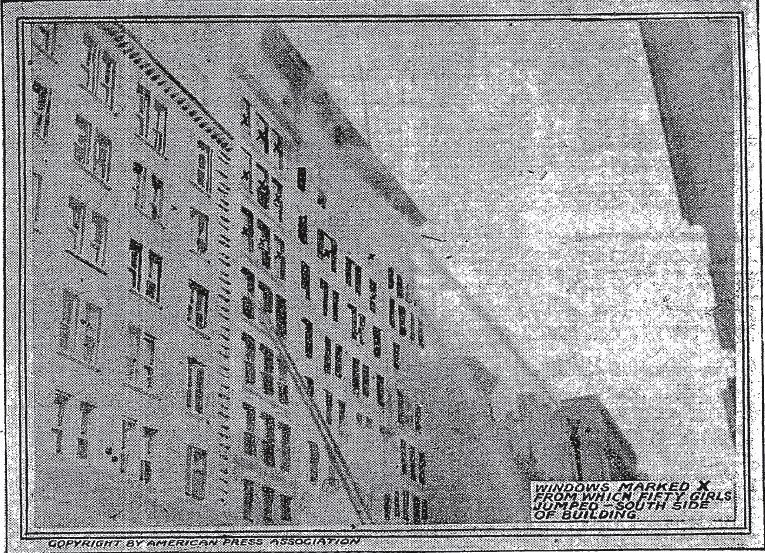 WINDOWS MARKED X
FROM WHICH FIFTY GIRLS
JUMPED - SOUTH SIDE
OF BUILDING
COPYRIGHT BY AMERICAN PRESS ASSOCIATION